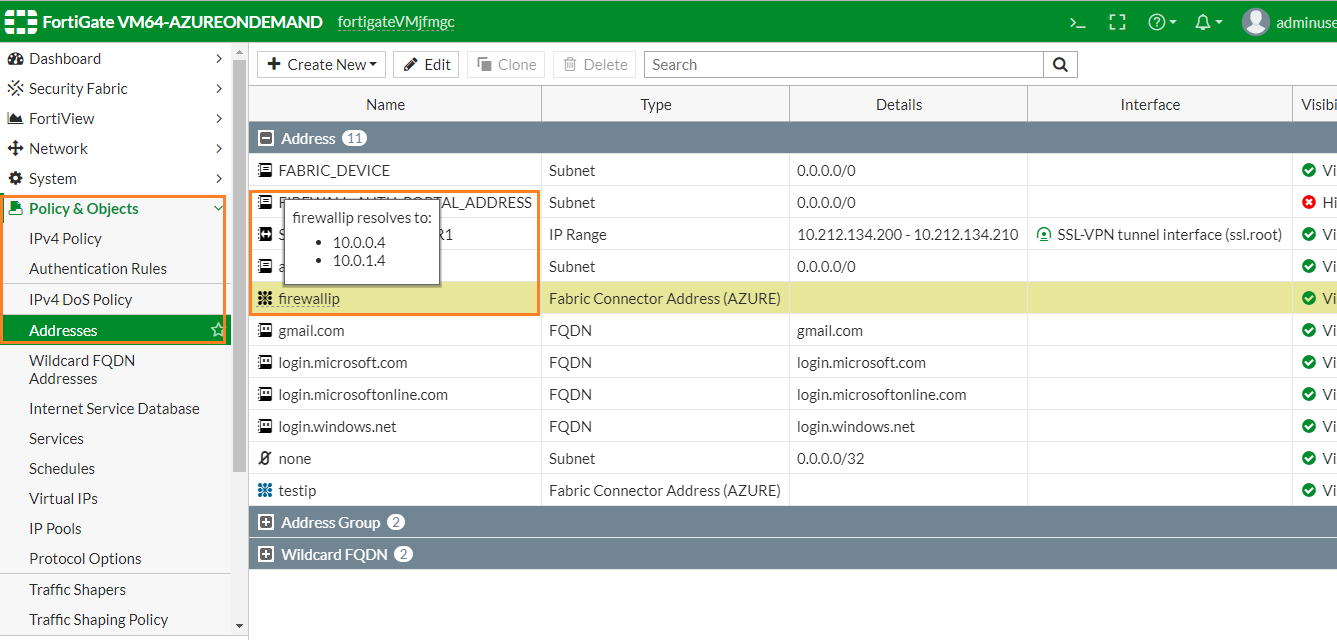 FortiGate VM64-AZUREONDEMAND fortigateVMjfmgc adminuse
Dashboard
Security Fabric
FortiView
Network
System
Policy & Objects
IPv4 Policy
Authentication Rules
IPv4 DoS Policy
Addresses
Wildcard FQDN
Addresses
Internet Service Database
Services
Schedules
Virtual IPs
IP Pools
Protocol Options
Traffic Shapers
Traffic Shaping Policy
Create New Edit Clone Delete Search
Name Type Details Interface Visibi
Address 11
FABRIC_DEVICE Subnet 0.0.0.0/0 Vi
PORTAL_ADDRESS Subnet 0.0.0.0/0 Hi
R1 IP Range 10.212.134.200 - 10.212.134.210 SSL-VPN tunnel interface (ssl.root) Vi
Subnet 0.0.0.0/0 Vi
firewallip resolves to:
• 10.0.0.4
• 10.0.1.4
firewallip Fabric Connector Address (AZURE) Vi
gmail.com FQDN gmail.com Vi
login.microsoft.com FQDN login.microsoft.com Vi
login.microsoftonline.com FQDN login.microsoftonline.com Vi
login.windows.net FQDN login.windows.net Vi
none Subnet 0.0.0.0/32 Vi
testip Fabric Connector Address (AZURE) Vi
Address Group 2
Wildcard FQDN 2